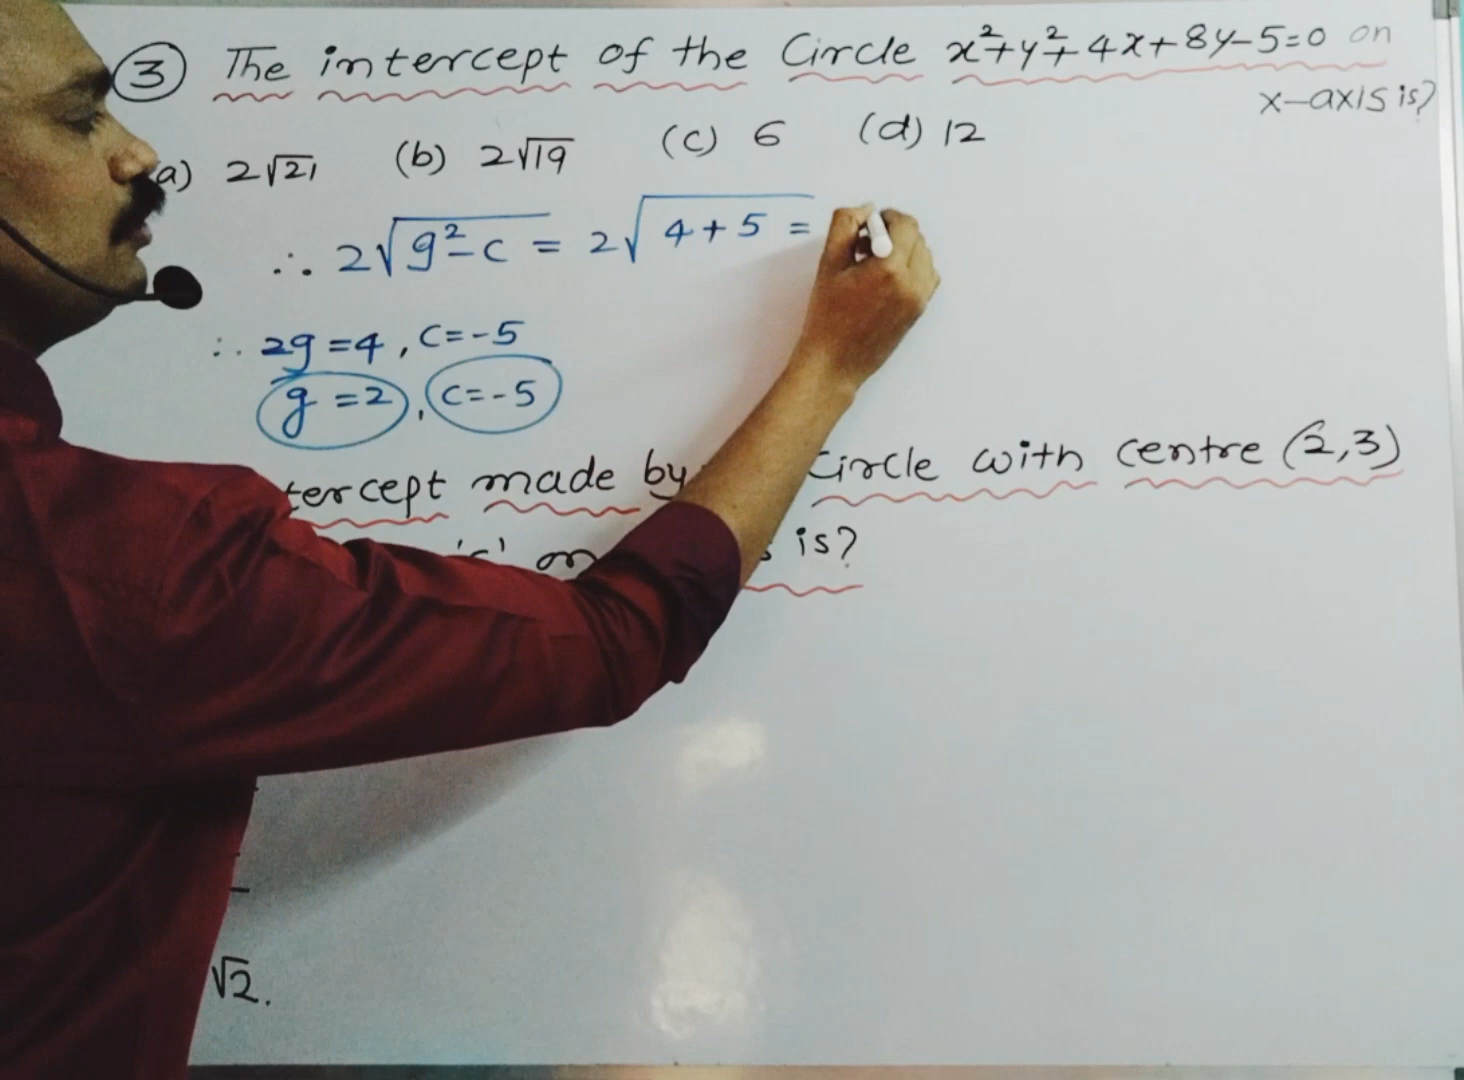 ③ The intercept of the Circle x²+y²+4x+8y-5=0 on
x-axis is?
a) 2√21 (b) 2√19 (c) 6 (d) 12
∴ 2√g²-c = 2√4+5 =
∴ 2g=4, c=-5
g=2, c=-5
tercept made by Circle with centre (2,3)
on is?
√2.